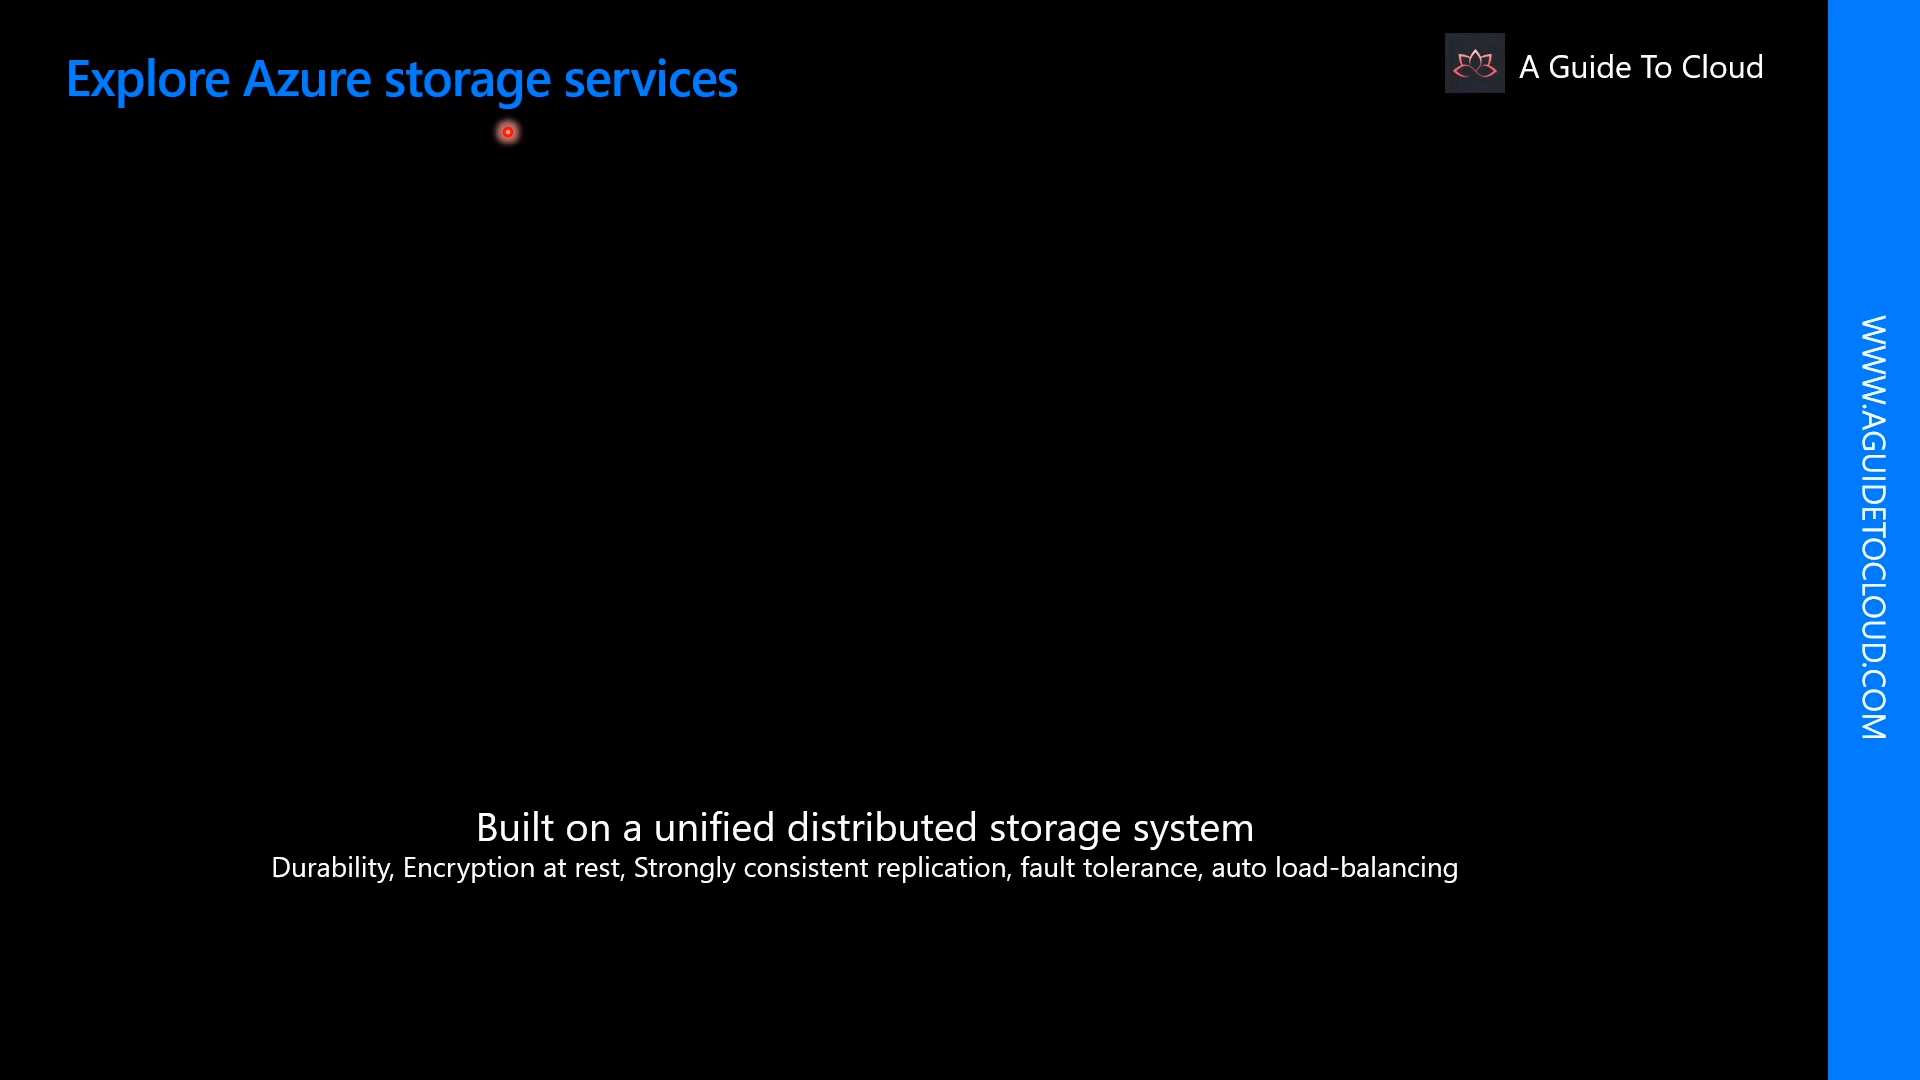 Explore Azure storage services
A Guide To Cloud
Built on a unified distributed storage system
Durability, Encryption at rest, Strongly consistent replication, fault tolerance, auto load-balancing
WWW.AGUIDETOCLOUD.COM